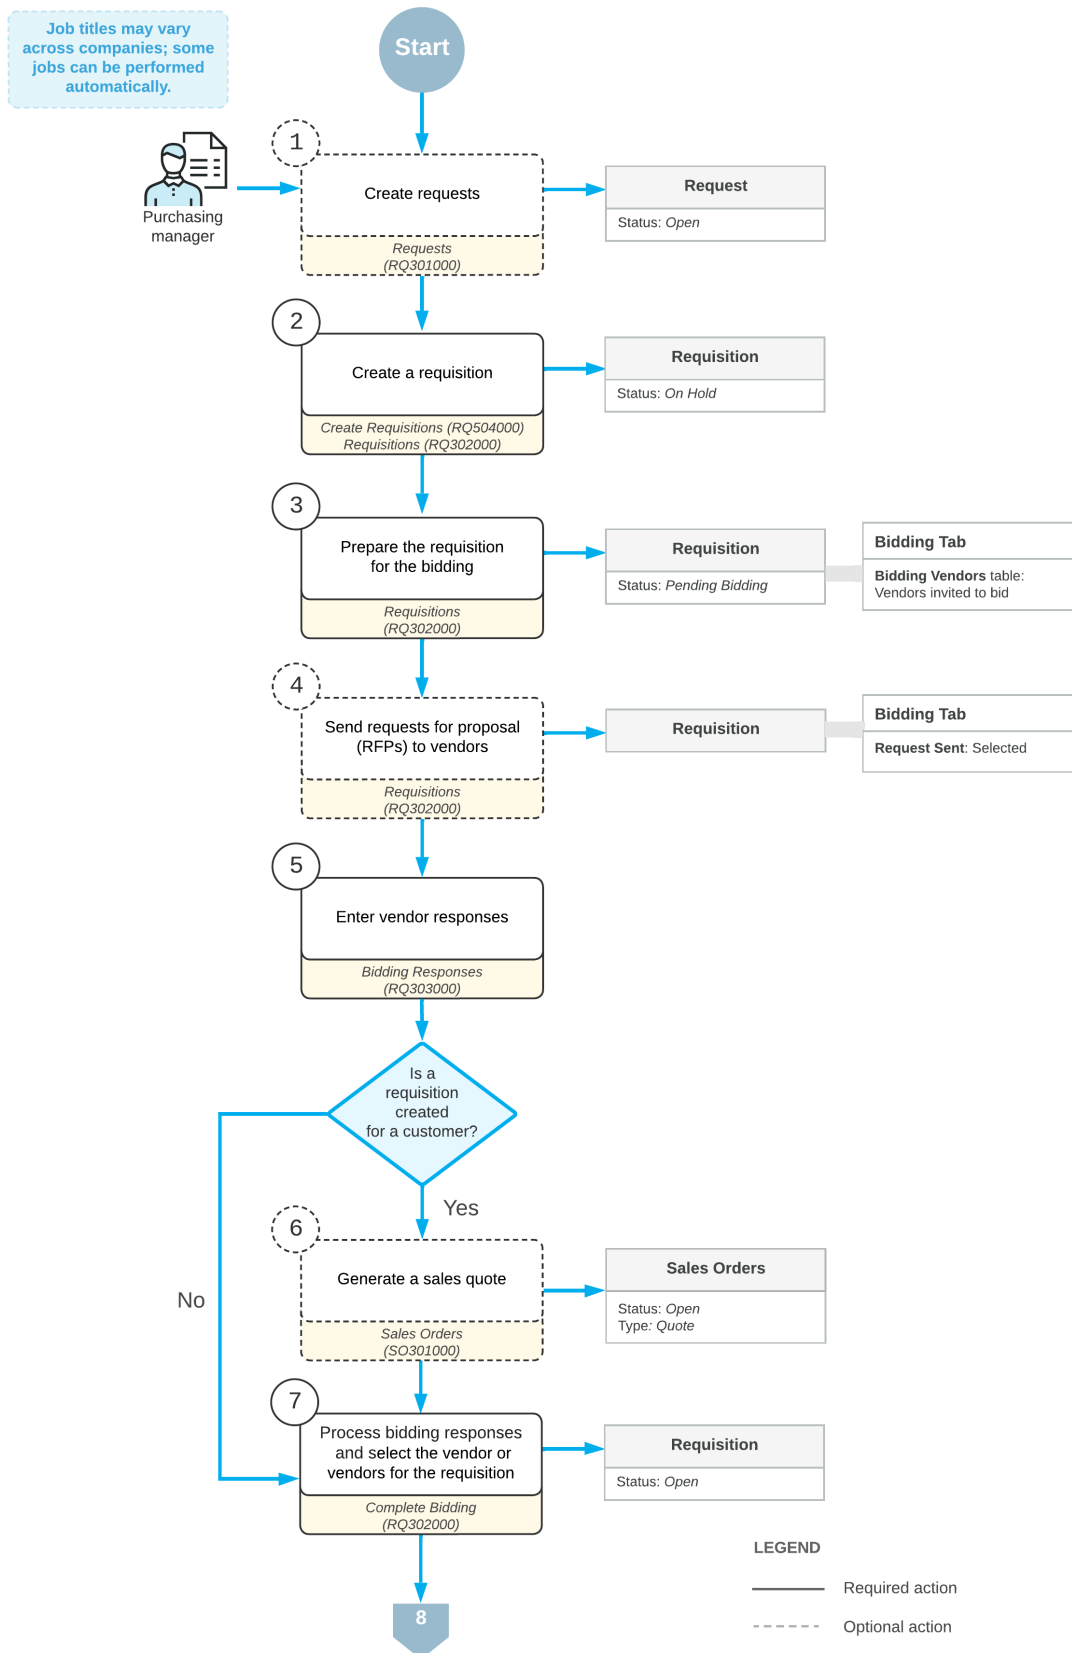 Job titles may vary
across companies; some
jobs can be performed
automatically.
Start
1
Purchasing
manager
Create requests
Requests
(RQ301000)
Request
Status: Open
2
Create a requisition
Create Requisitions (RQ504000)
Requisitions (RQ302000)
Requisition
Status: On Hold
3
Prepare the requisition
for the bidding
Requisitions
(RQ302000)
Requisition
Status: Pending Bidding
Bidding Tab
Bidding Vendors table:
Vendors invited to bid
4
Send requests for proposal
(RFPs) to vendors
Requisitions
(RQ302000)
Requisition
Bidding Tab
Request Sent: Selected
5
Enter vendor responses
Bidding Responses
(RQ303000)
Is a
requisition
created
for a customer?
Yes
No
6
Generate a sales quote
Sales Orders
(SO301000)
Sales Orders
Status: Open
Type: Quote
7
Process bidding responses
and select the vendor or
vendors for the requisition
Complete Bidding
(RQ302000)
Requisition
Status: Open
8
LEGEND
Required action
Optional action